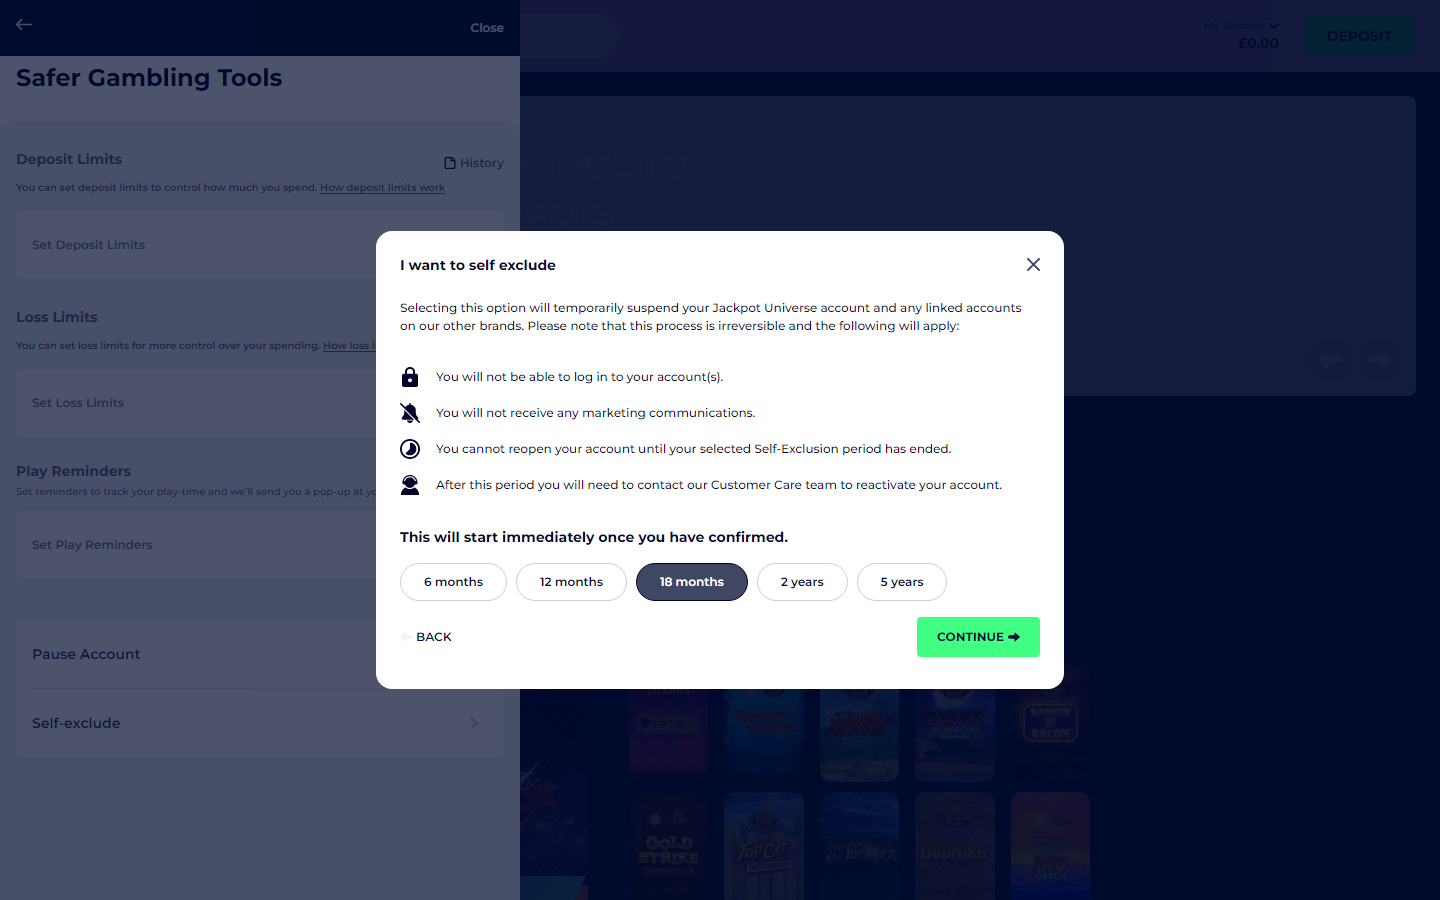 Close
Safer Gambling Tools
My Balance
£0.00
DEPOSIT
Deposit Limits
History
You can set deposit limits to control how much you spend. How deposit limits work
Set Deposit Limits
Loss Limits
You can set loss limits for more control over your spending. How loss
Set Loss Limits
Play Reminders
Set reminders to track your play-time and we'll send you a pop-up at
Set Play Reminders
Pause Account
Self-exclude
NTROL TO
POTS
I want to self exclude
Selecting this option will temporarily suspend your Jackpot Universe account and any linked accounts
on our other brands. Please note that this process is irreversible and the following will apply:
You will not be able to log in to your account(s).
You will not receive any marketing communications.
You cannot reopen your account until your selected Self-Exclusion period has ended.
After this period you will need to contact our Customer Care team to reactivate your account.
This will start immediately once you have confirmed.
6 months
12 months
18 months
2 years
5 years
BACK
CONTINUE
BACON
GOLD
STRIKE
TOP CAT
GOONIES
BIG
CATCH